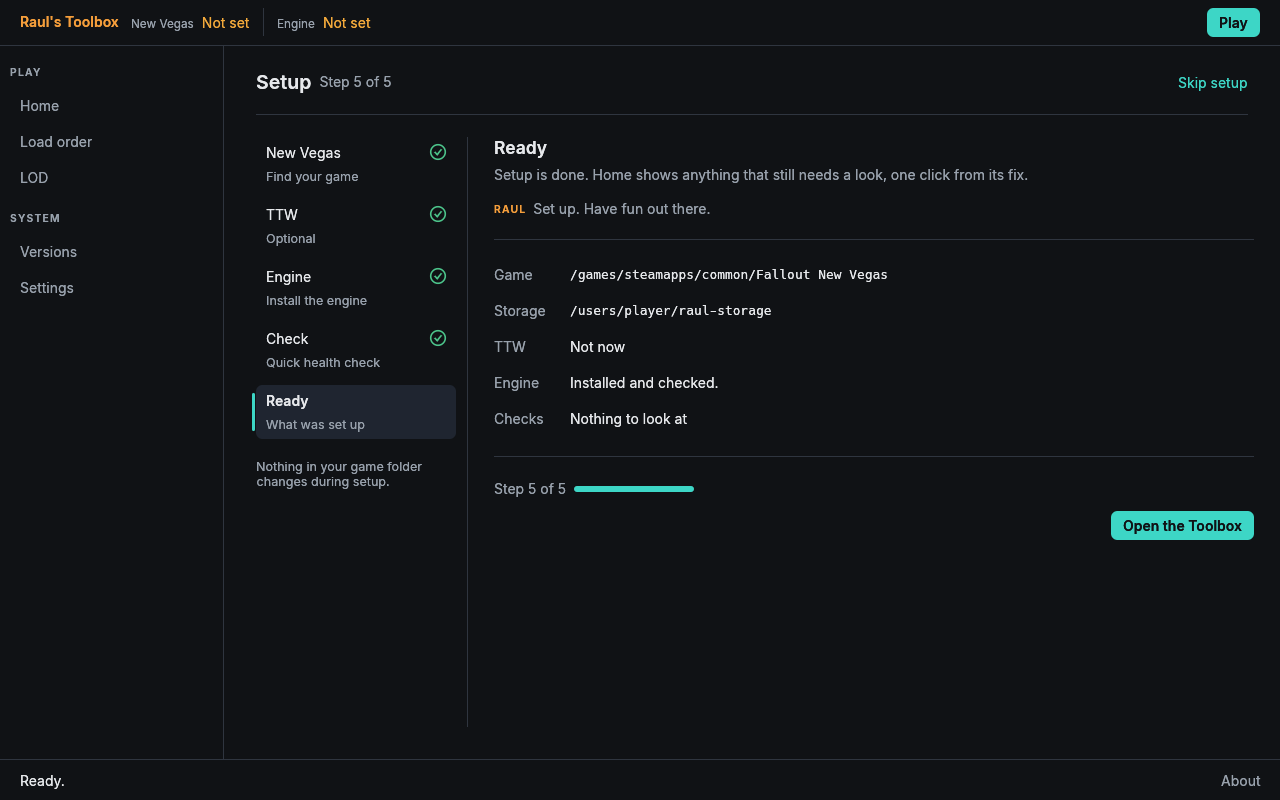 Raul's Toolbox New Vegas Not set Engine Not set Play
PLAY
Home
Load order
LOD
SYSTEM
Versions
Settings
Setup Step 5 of 5 Skip setup
New Vegas
Find your game
TTW
Optional
Engine
Install the engine
Check
Quick health check
Ready
What was set up
Nothing in your game folder
changes during setup.
Ready
Setup is done. Home shows anything that still needs a look, one click from its fix.
RAUL Set up. Have fun out there.
Game /games/steamapps/common/Fallout New Vegas
Storage /users/player/raul-storage
TTW Not now
Engine Installed and checked.
Checks Nothing to look at
Step 5 of 5
Open the Toolbox
Ready. About